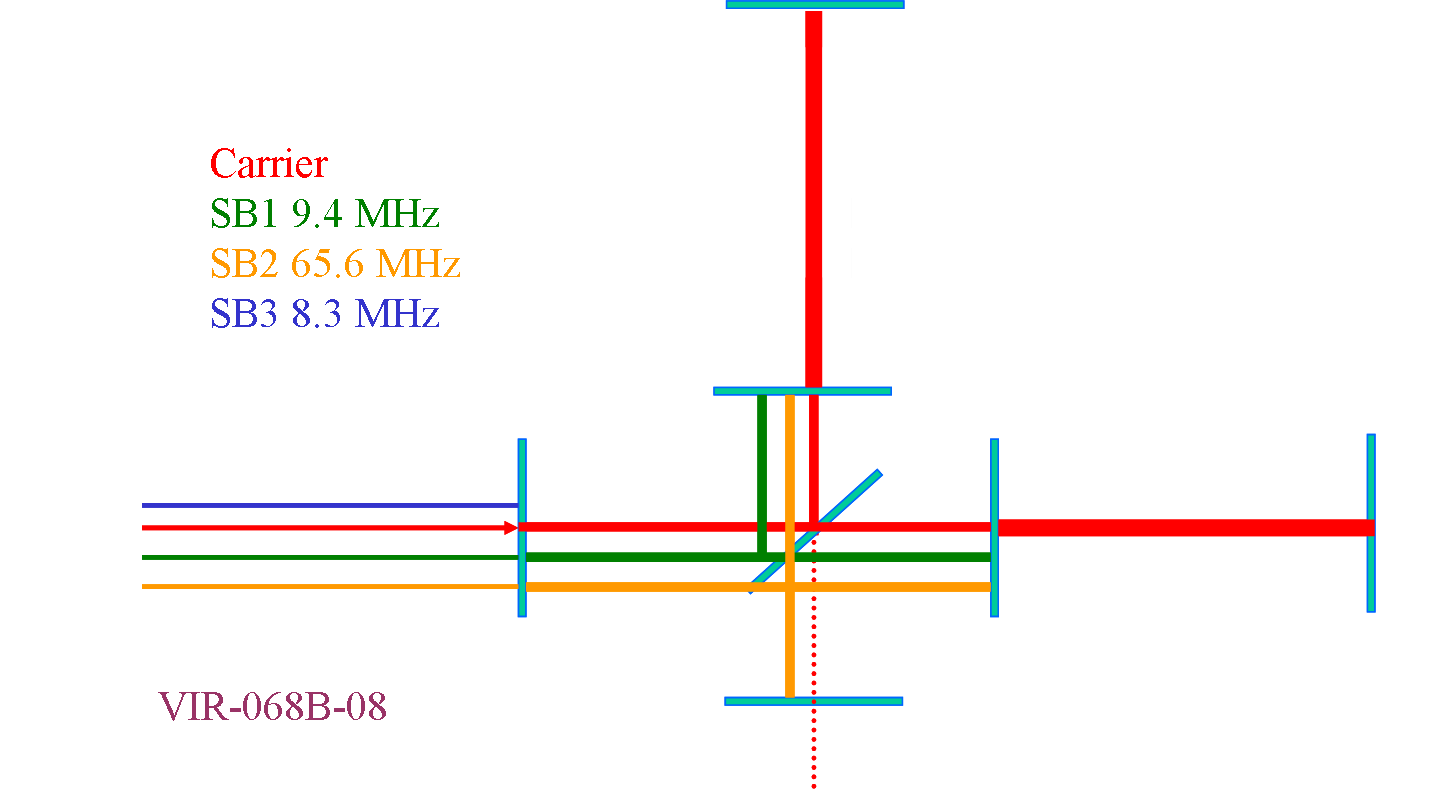 Carrier
SB1 9.4 MHz
SB2 65.6 MHz
SB3 8.3 MHz
VIR-068B-08